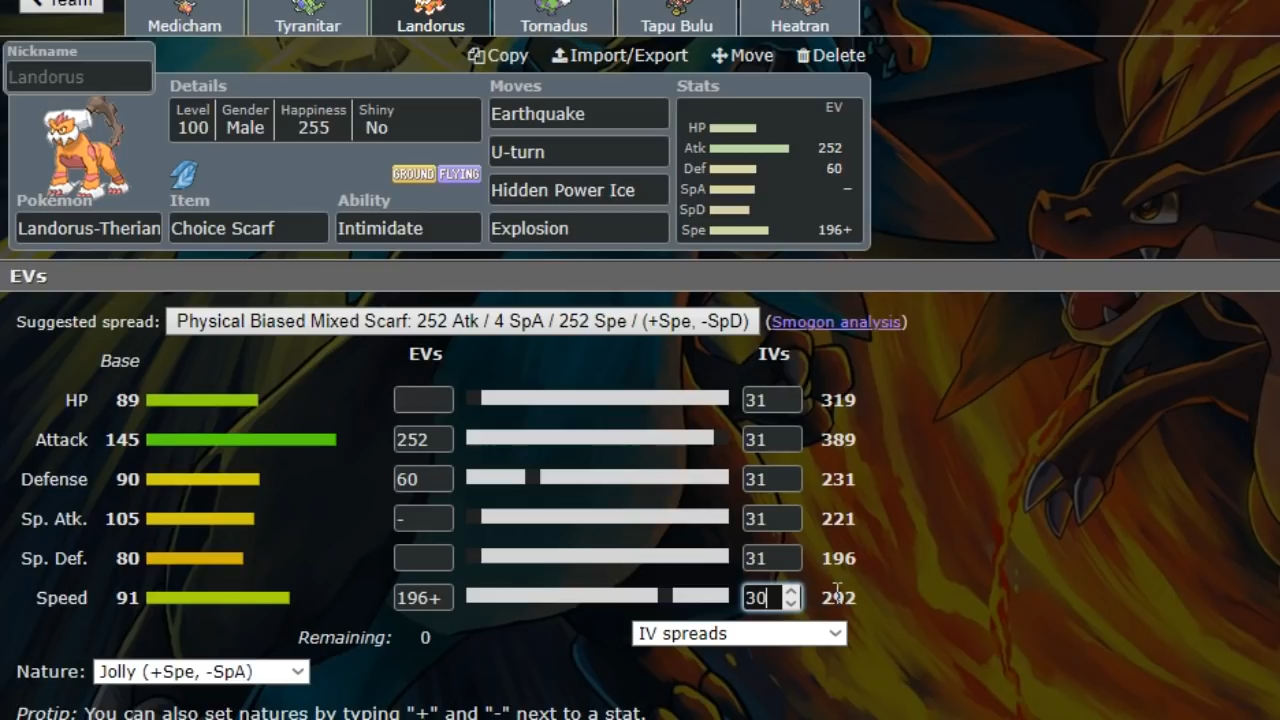 Team
Medicham Tyranitar Landorus Tornadus Tapu Bulu Heatran
Copy Import/Export Move Delete
Nickname
Landorus
Details Moves Stats
Level Gender Happiness Shiny
100 Male 255 No
Earthquake
U-turn
Hidden Power Ice
Explosion
EV
HP
Atk 252
Def 60
SpA –
SpD
Spe 196+
GROUND FLYING
Pokémon Item Ability
Landorus-Therian Choice Scarf Intimidate
EVs
Suggested spread: Physical Biased Mixed Scarf: 252 Atk / 4 SpA / 252 Spe / (+Spe, -SpD) (Smogon analysis)
Base EVs IVs
HP 89 31 319
Attack 145 252 31 389
Defense 90 60 31 231
Sp. Atk. 105 - 31 221
Sp. Def. 80 31 196
Speed 91 196+ 30 292
Remaining: 0 IV spreads
Nature: Jolly (+Spe, -SpA)
Protip: You can also set natures by typing "+" and "-" next to a stat.